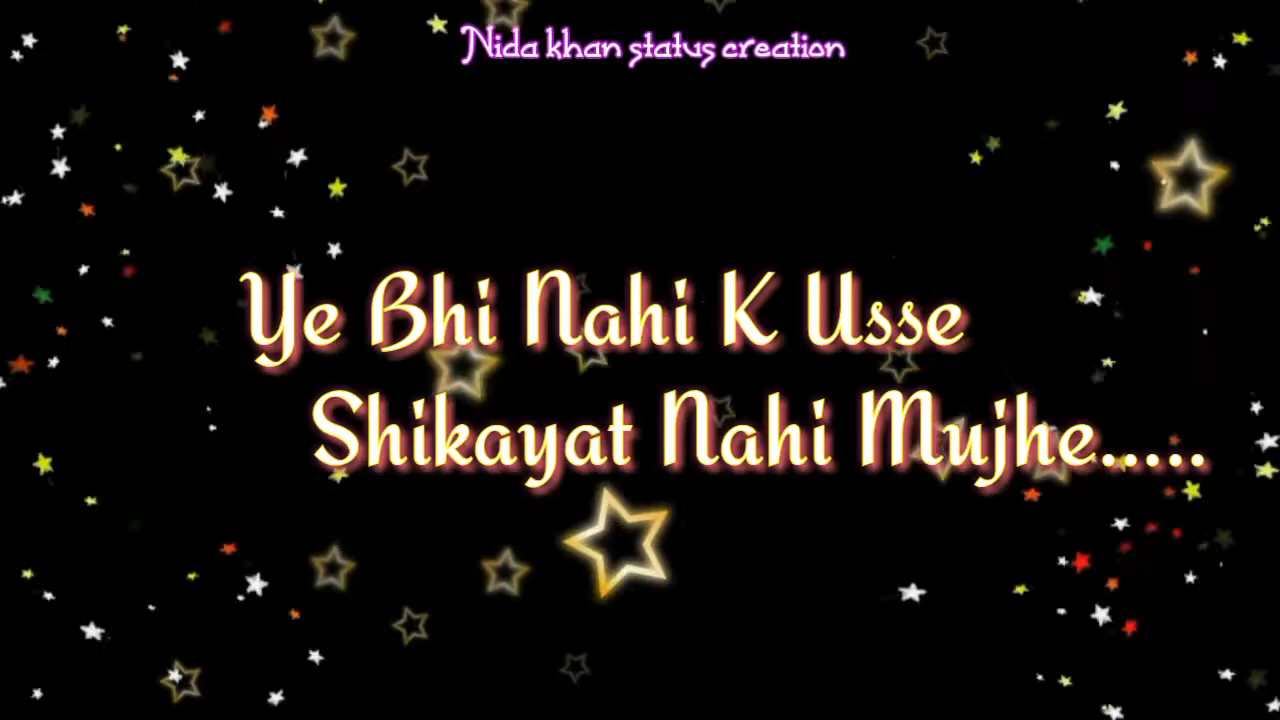 Nida khan status creation
Ye Bhi Nahi K Usse
Shikayat Nahi Mujhe.....